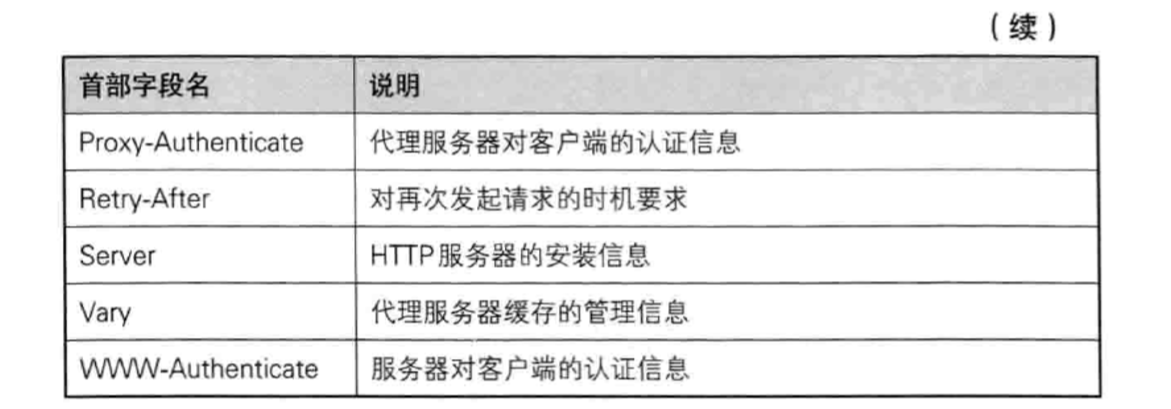 （续）
首部字段名 说明
Proxy-Authenticate 代理服务器对客户端的认证信息
Retry-After 对再次发起请求的时机要求
Server HTTP服务器的安装信息
Vary 代理服务器缓存的管理信息
WWW-Authenticate 服务器对客户端的认证信息